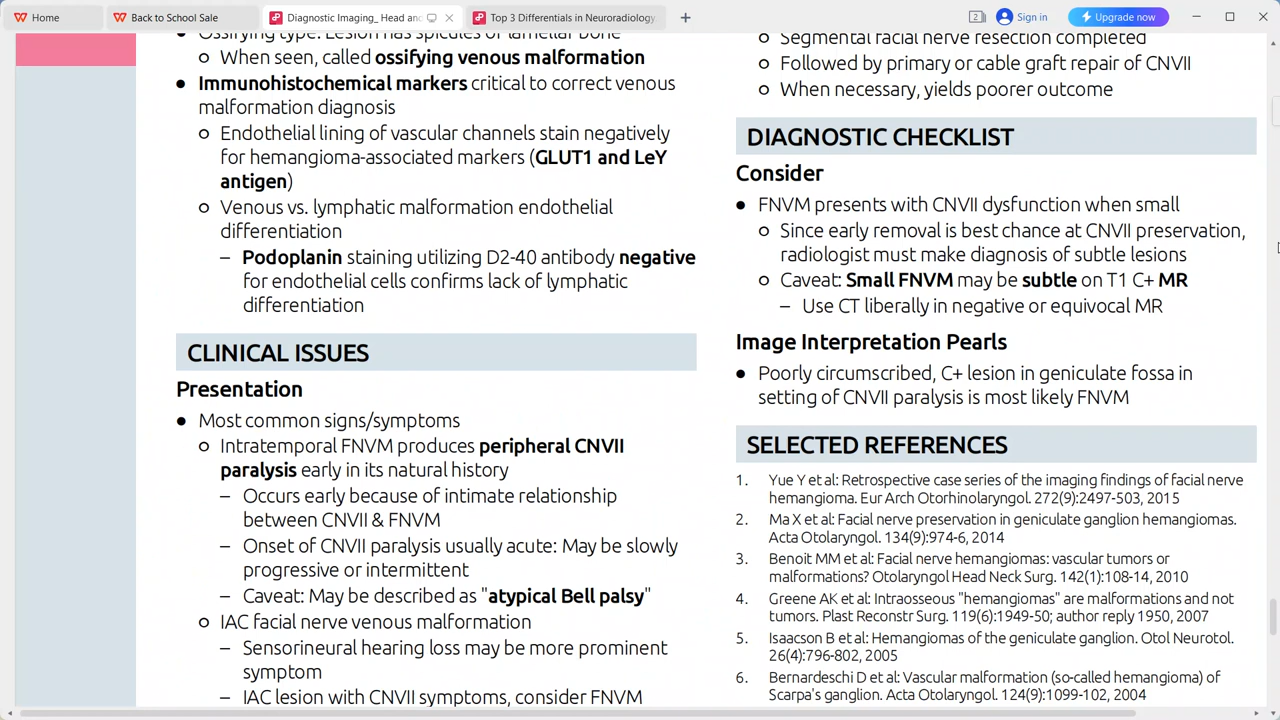 Home
Back to School Sale
Diagnostic Imaging_ Head and
Top 3 Differentials in Neuroradiology.
2
Sign in
Upgrade now
Ossifying type: Lesion has spicules of lamellar bone
o When seen, called ossifying venous malformation
● Immunohistochemical markers critical to correct venous
malformation diagnosis
o Endothelial lining of vascular channels stain negatively
for hemangioma-associated markers (GLUT1 and LeY
antigen)
o Venous vs. lymphatic malformation endothelial
differentiation
– Podoplanin staining utilizing D2-40 antibody negative
for endothelial cells confirms lack of lymphatic
differentiation
CLINICAL ISSUES
Presentation
● Most common signs/symptoms
o Intratemporal FNVM produces peripheral CNVII
paralysis early in its natural history
– Occurs early because of intimate relationship
between CNVII & FNVM
– Onset of CNVII paralysis usually acute: May be slowly
progressive or intermittent
– Caveat: May be described as "atypical Bell palsy"
o IAC facial nerve venous malformation
– Sensorineural hearing loss may be more prominent
symptom
– IAC lesion with CNVII symptoms, consider FNVM
o Segmental facial nerve resection completed
o Followed by primary or cable graft repair of CNVII
o When necessary, yields poorer outcome
DIAGNOSTIC CHECKLIST
Consider
● FNVM presents with CNVII dysfunction when small
o Since early removal is best chance at CNVII preservation,
radiologist must make diagnosis of subtle lesions
o Caveat: Small FNVM may be subtle on T1 C+ MR
– Use CT liberally in negative or equivocal MR
Image Interpretation Pearls
● Poorly circumscribed, C+ lesion in geniculate fossa in
setting of CNVII paralysis is most likely FNVM
SELECTED REFERENCES
1. Yue Y et al: Retrospective case series of the imaging findings of facial nerve
hemangioma. Eur Arch Otorhinolaryngol. 272(9):2497-503, 2015
2. Ma X et al: Facial nerve preservation in geniculate ganglion hemangiomas.
Acta Otolaryngol. 134(9):974-6, 2014
3. Benoit MM et al: Facial nerve hemangiomas: vascular tumors or
malformations? Otolaryngol Head Neck Surg. 142(1):108-14, 2010
4. Greene AK et al: Intraosseous "hemangiomas" are malformations and not
tumors. Plast Reconstr Surg. 119(6):1949-50; author reply 1950, 2007
5. Isaacson B et al: Hemangiomas of the geniculate ganglion. Otol Neurotol.
26(4):796-802, 2005
6. Bernardeschi D et al: Vascular malformation (so-called hemangioma) of
Scarpa's ganglion. Acta Otolaryngol. 124(9):1099-102, 2004